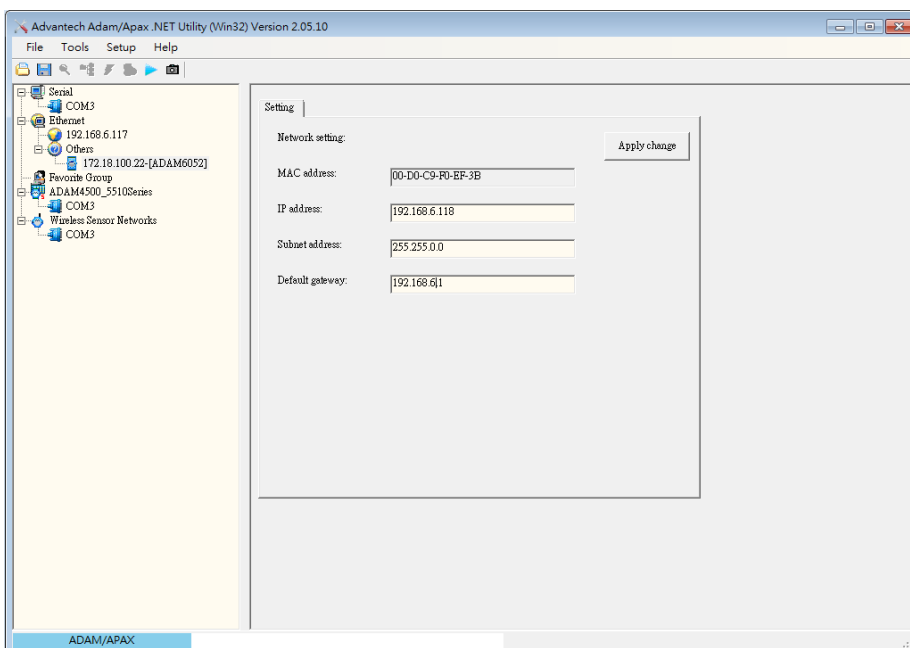 Advantech Adam/Apax .NET Utility (Win32) Version 2.05.10
File Tools Setup Help
Serial
COM3
Ethernet
192.168.6.117
Others
172.18.100.22-[ADAM6052]
Favorite Group
ADAM4500_5510Series
COM3
Wireless Sensor Networks
COM3
Setting
Network setting:
Apply change
MAC address: 00-D0-C9-F0-EF-3B
IP address: 192.168.6.118
Subnet address: 255.255.0.0
Default gateway: 192.168.6.1
ADAM/APAX